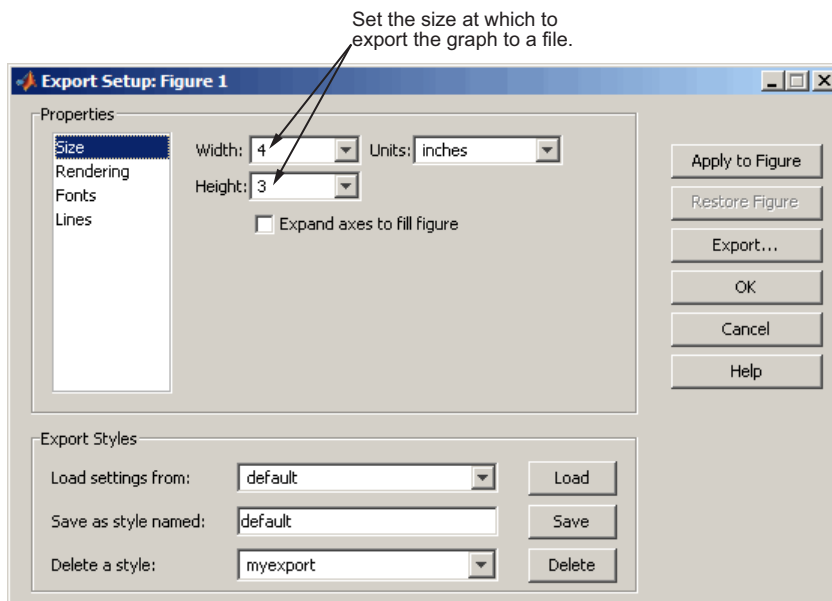 Set the size at which to
export the graph to a file.
Export Setup: Figure 1
Properties
Size
Rendering
Fonts
Lines
Width: 4 Units: inches
Height: 3
Expand axes to fill figure
Apply to Figure
Restore Figure
Export...
OK
Cancel
Help
Export Styles
Load settings from: default Load
Save as style named: default Save
Delete a style: myexport Delete